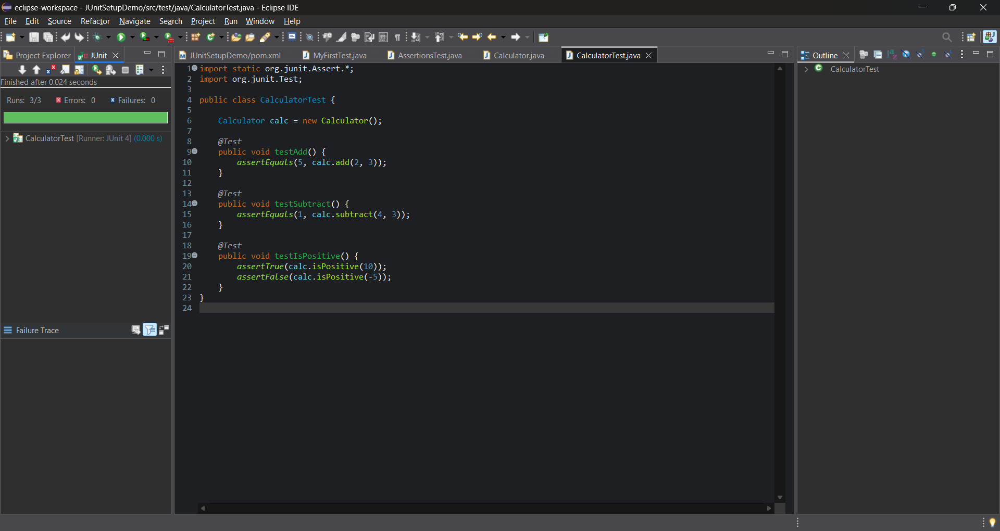 eclipse-workspace - JUnitSetupDemo/src/test/java/CalculatorTest.java - Eclipse IDE
File Edit Source Refactor Navigate Search Project Run Window Help
Project Explorer JUnit
JUnitSetupDemo/pom.xml MyFirstTest.java AssertionsTest.java Calculator.java CalculatorTest.java
Outline
Finished after 0.024 seconds
Runs: 3/3 Errors: 0 Failures: 0
CalculatorTest [Runner: JUnit 4] (0.000 s)
Failure Trace
1 import static org.junit.Assert.*;
2 import org.junit.Test;
3
4 public class CalculatorTest {
5
6     Calculator calc = new Calculator();
7
8     @Test
9     public void testAdd() {
10         assertEquals(5, calc.add(2, 3));
11     }
12
13     @Test
14     public void testSubtract() {
15         assertEquals(1, calc.subtract(4, 3));
16     }
17
18     @Test
19     public void testIsPositive() {
20         assertTrue(calc.isPositive(10));
21         assertFalse(calc.isPositive(-5));
22     }
23 }
24
CalculatorTest